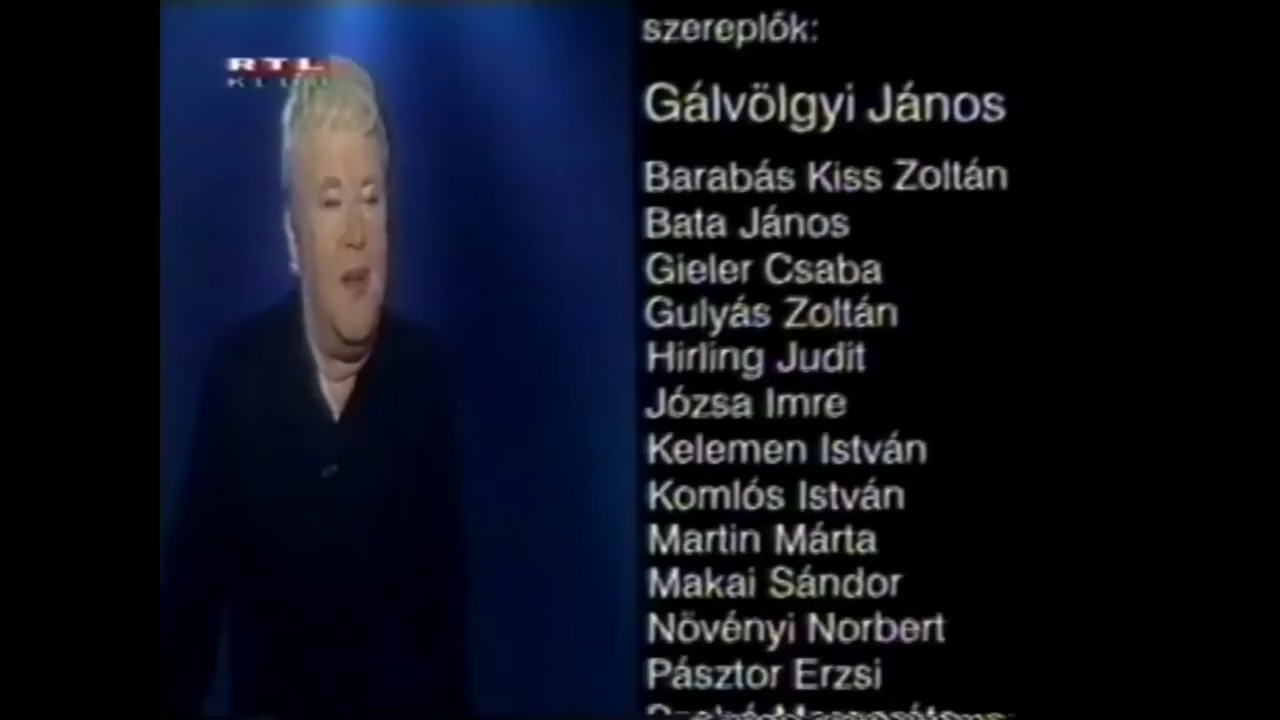 RTL
KLUB
szereplők:
Gálvölgyi János
Barabás Kiss Zoltán
Bata János
Gieler Csaba
Gulyás Zoltán
Hirling Judit
Józsa Imre
Kelemen István
Komlós István
Martin Márta
Makai Sándor
Növényi Norbert
Pásztor Erzsi